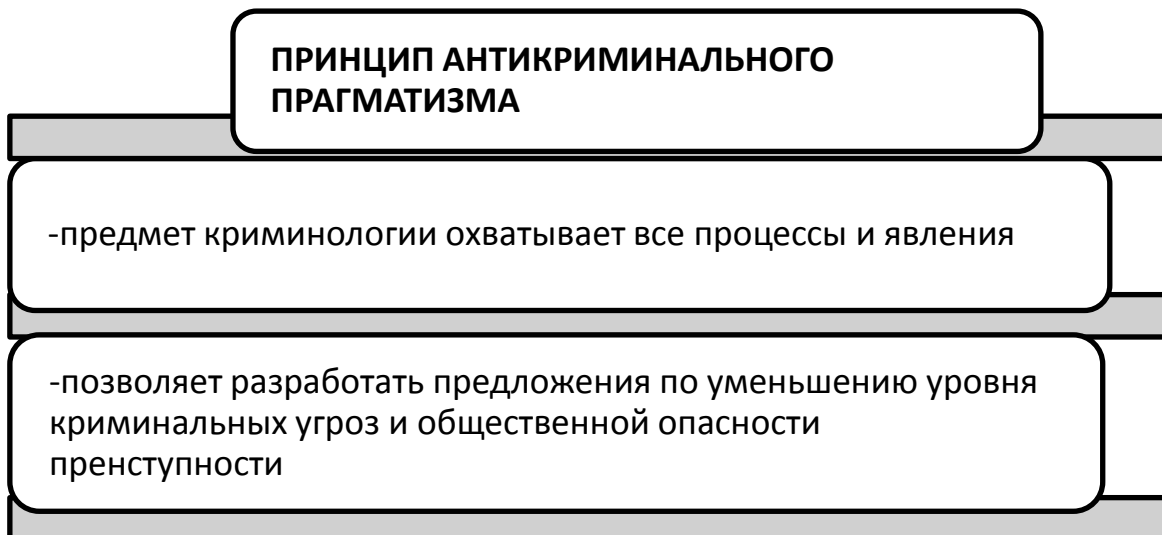 ПРИНЦИП АНТИКРИМИНАЛЬНОГО
ПРАГМАТИЗМА
-предмет криминологии охватывает все процессы и явления
-позволяет разработать предложения по уменьшению уровня
криминальных угроз и общественной опасности
пренступности